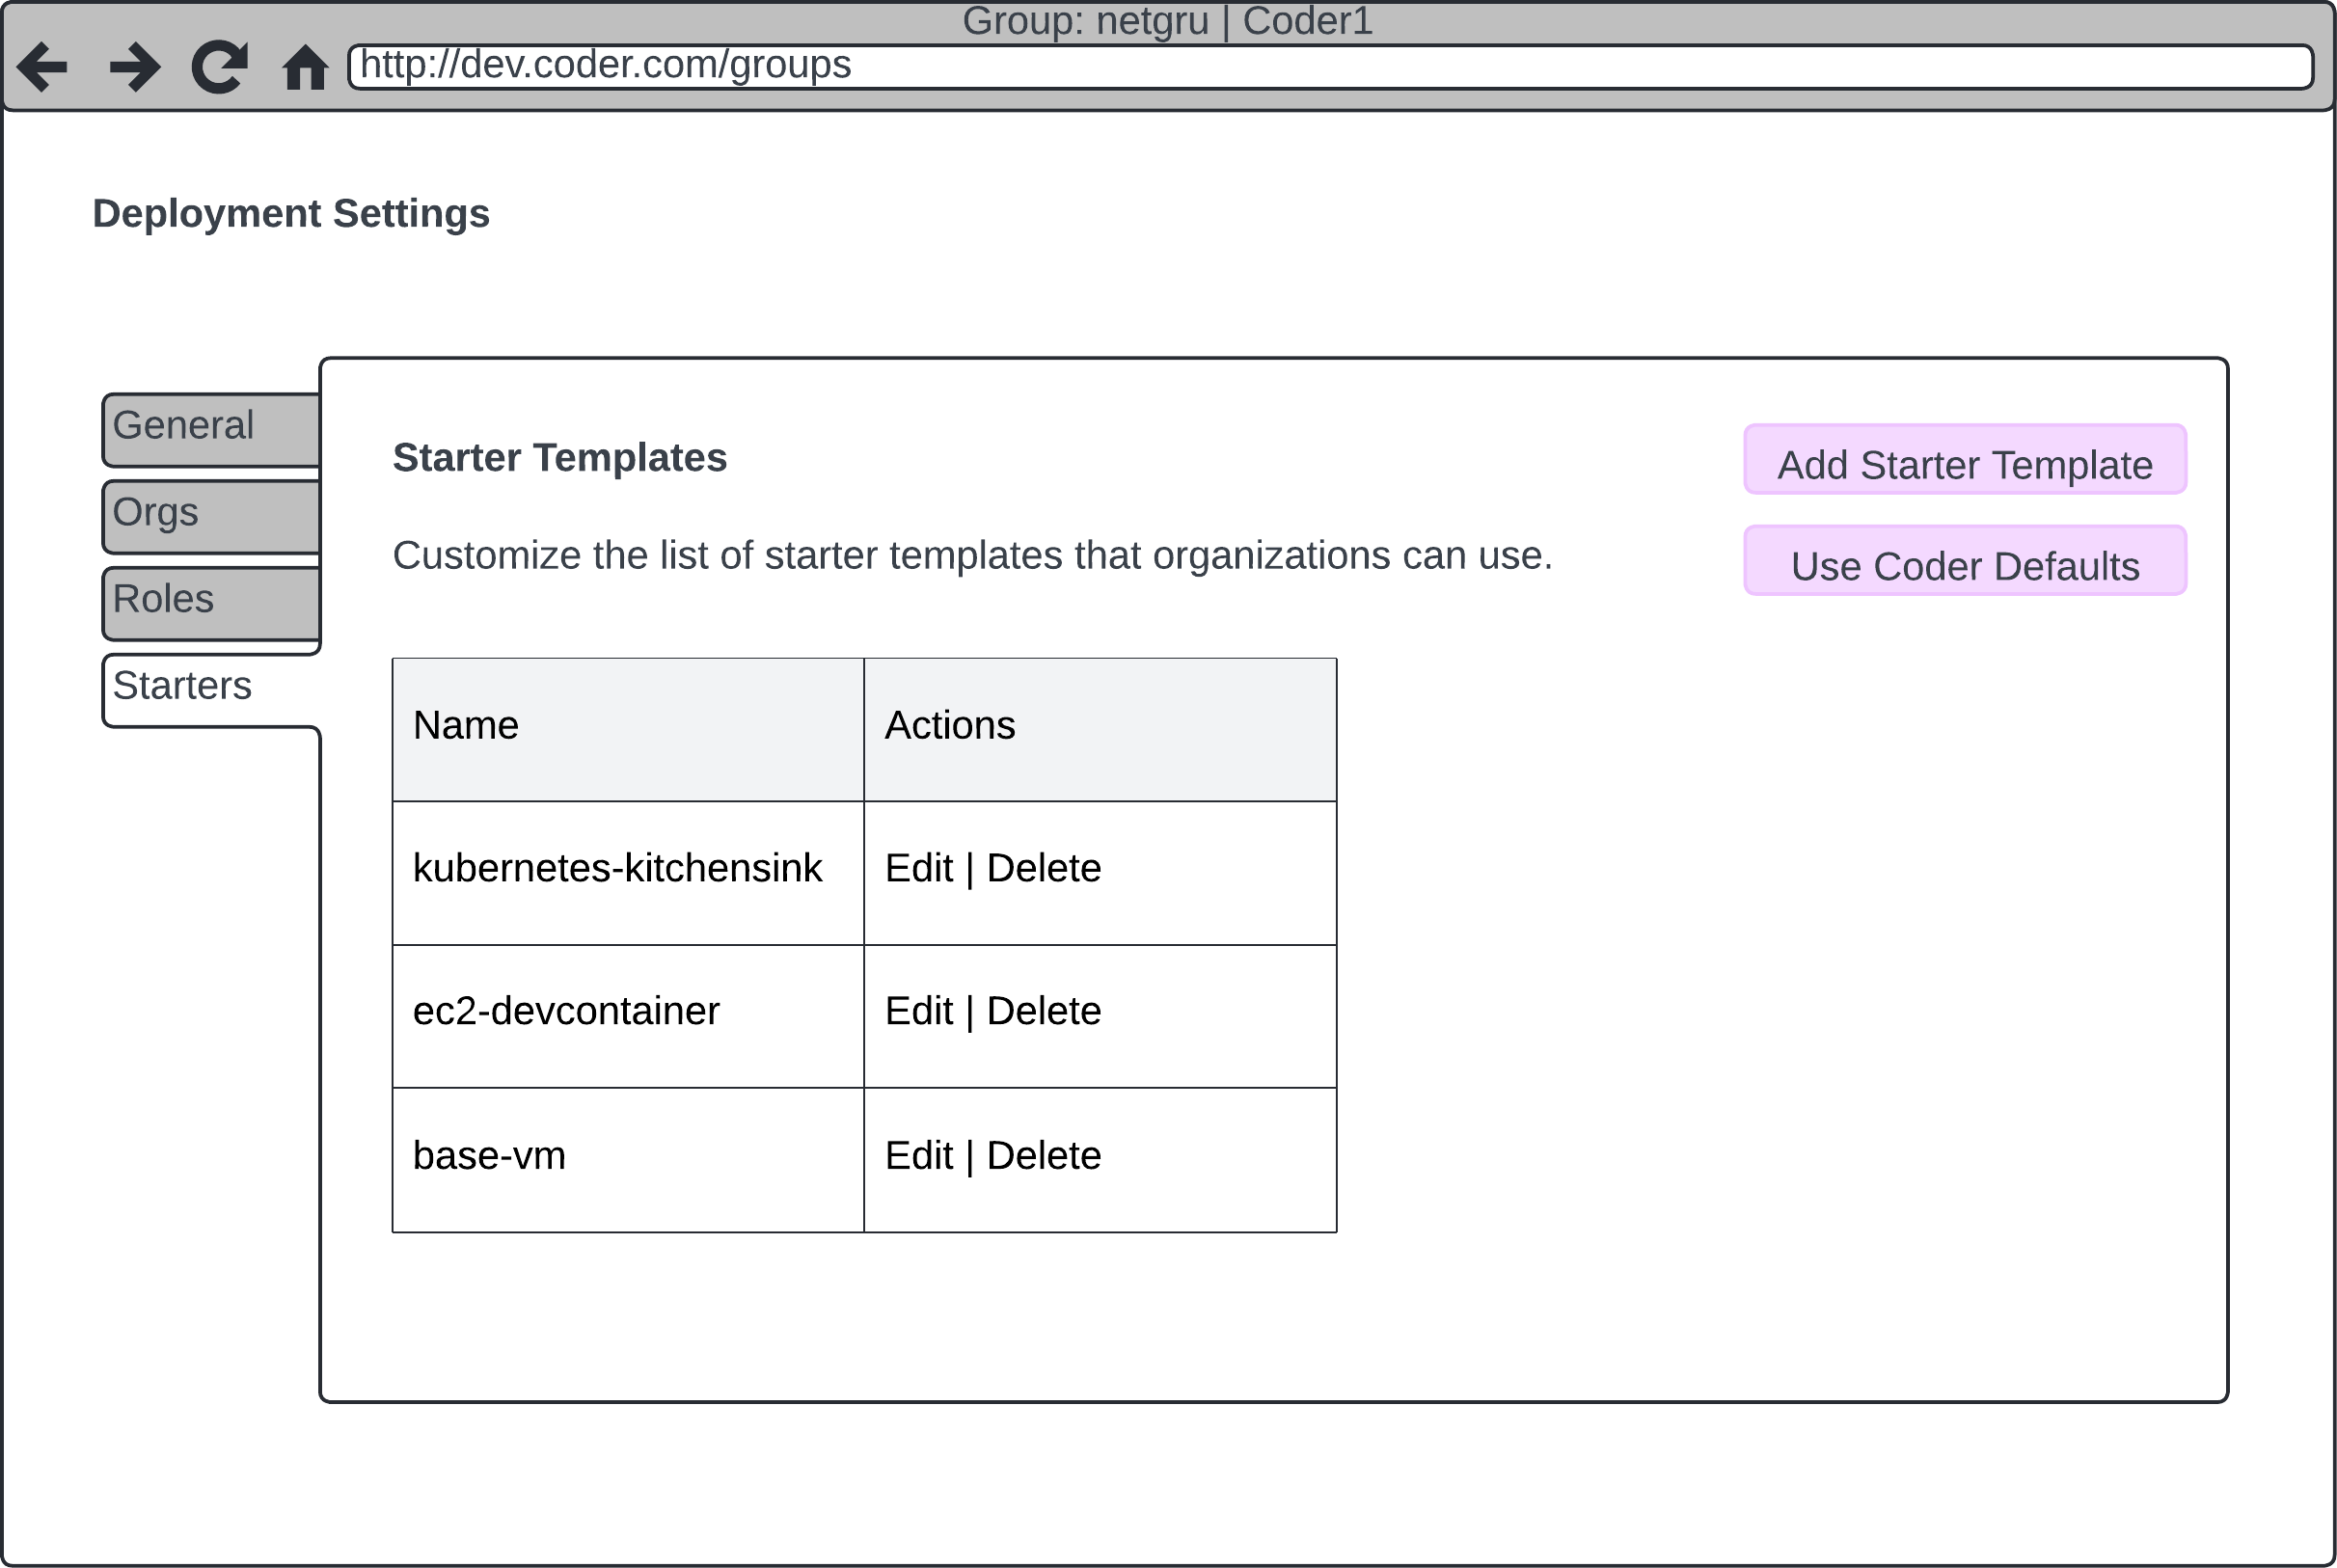 Group: netgru | Coder1
http://dev.coder.com/groups
Deployment Settings
General
Orgs
Roles
Starters
Starter Templates
Add Starter Template
Customize the list of starter templates that organizations can use.
Use Coder Defaults
Name Actions
kubernetes-kitchensink Edit | Delete
ec2-devcontainer Edit | Delete
base-vm Edit | Delete